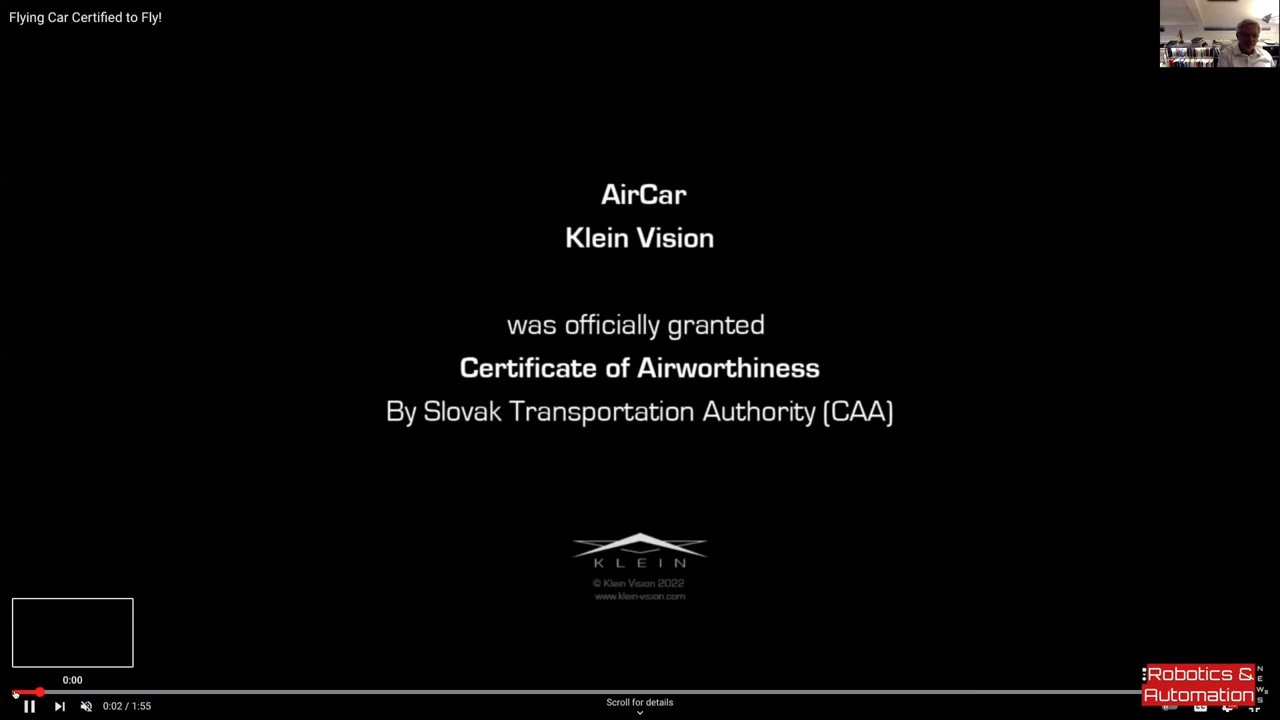 Flying Car Certified to Fly!
AirCar
Klein Vision
was officially granted
Certificate of Airworthiness
By Slovak Transportation Authority (CAA)
KLEIN
© Klein Vision 2022
www.klein-vision.com
0:00
0:02 / 1:55
Scroll for details
Robotics &
Automation
NEWS